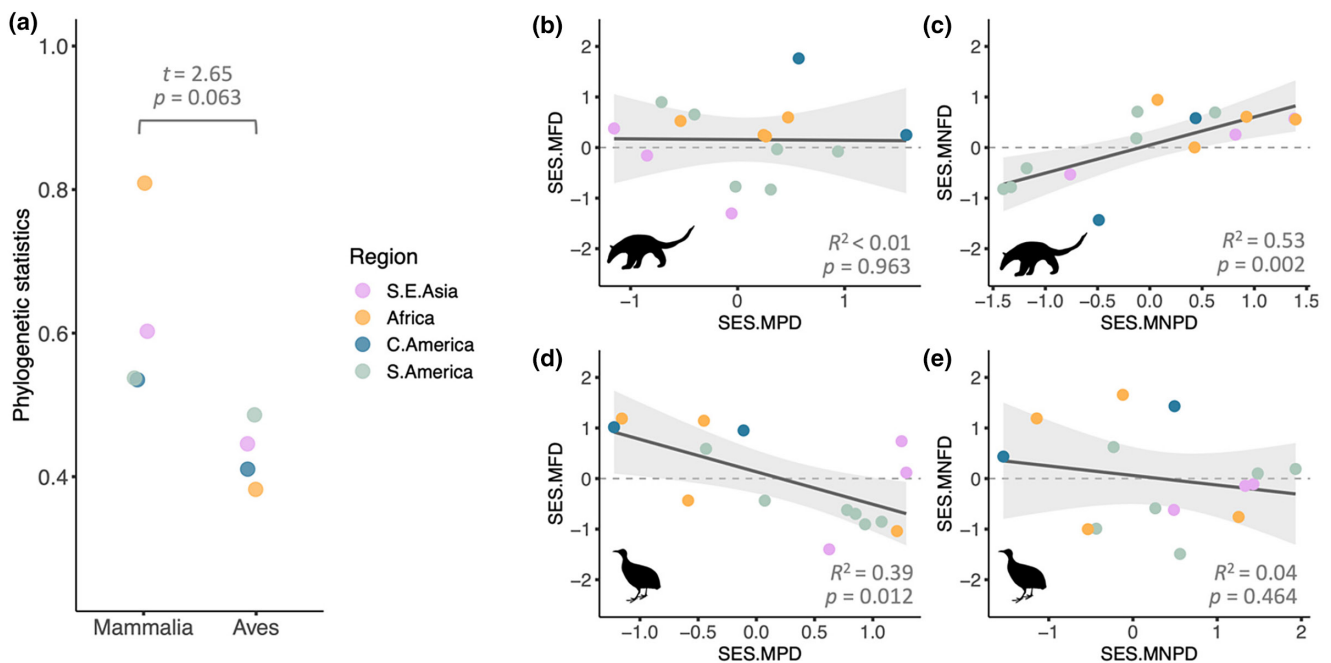 (a)
1.0
0.8
0.6
0.4
Phylogenetic statistics
t = 2.65
p = 0.063
Mammalia
Aves
Region
S.E.Asia
Africa
C.America
S.America
(b)
2
1
0
−1
−2
SES.MFD
R² < 0.01
p = 0.963
−1
0
1
SES.MPD
(c)
2
1
0
−1
−2
SES.MNFD
R² = 0.53
p = 0.002
−1.5
−1.0
−0.5
0.0
0.5
1.0
1.5
SES.MNPD
(d)
2
1
0
−1
−2
SES.MFD
R² = 0.39
p = 0.012
−1.0
−0.5
0.0
0.5
1.0
SES.MPD
(e)
2
1
0
−1
−2
SES.MNFD
R² = 0.04
p = 0.464
−1
0
1
2
SES.MNPD